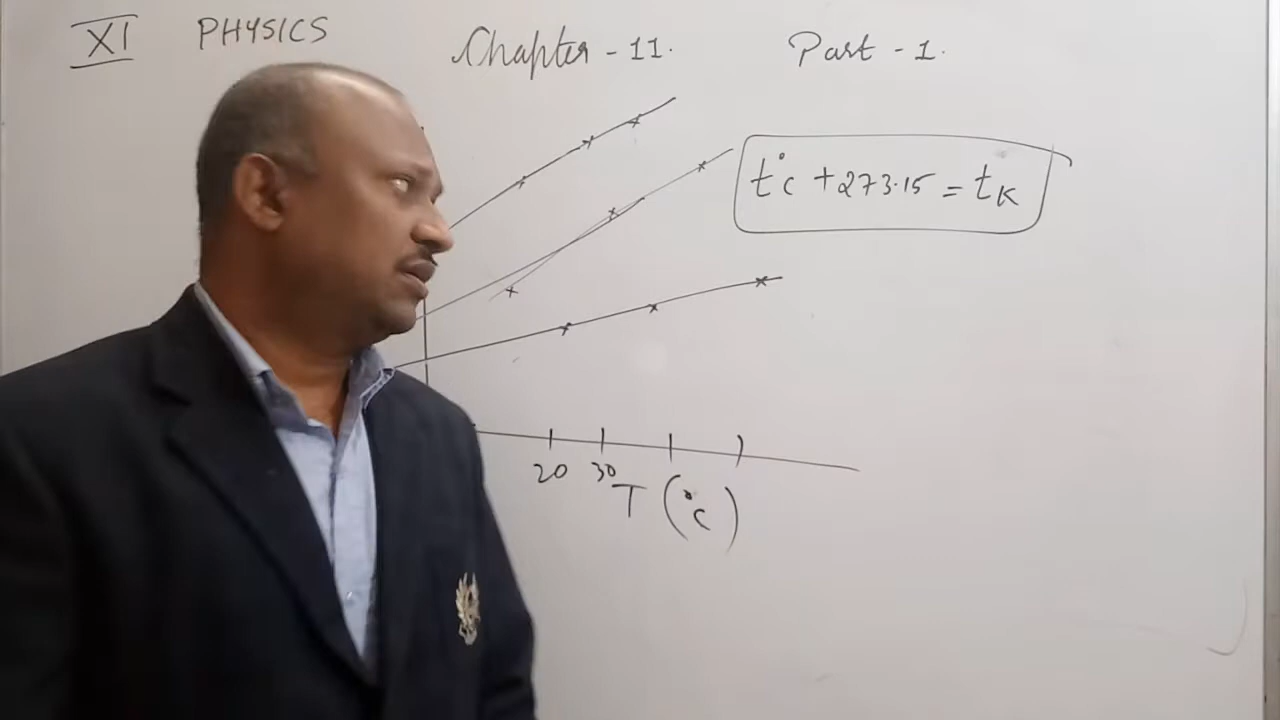 XI PHYSICS Chapter - 11. Part - 1.
t°c + 273.15 = tK
20 30
T (°c)